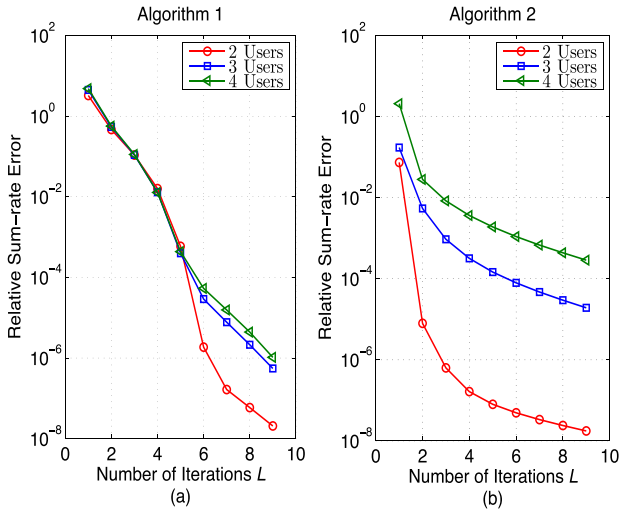 Algorithm 1
10^2
10^0
10^-2
10^-4
10^-6
10^-8
Relative Sum-rate Error
2 Users
3 Users
4 Users
0 2 4 6 8 10
Number of Iterations L
(a)
Algorithm 2
10^2
10^0
10^-2
10^-4
10^-6
10^-8
Relative Sum-rate Error
2 Users
3 Users
4 Users
0 2 4 6 8 10
Number of Iterations L
(b)